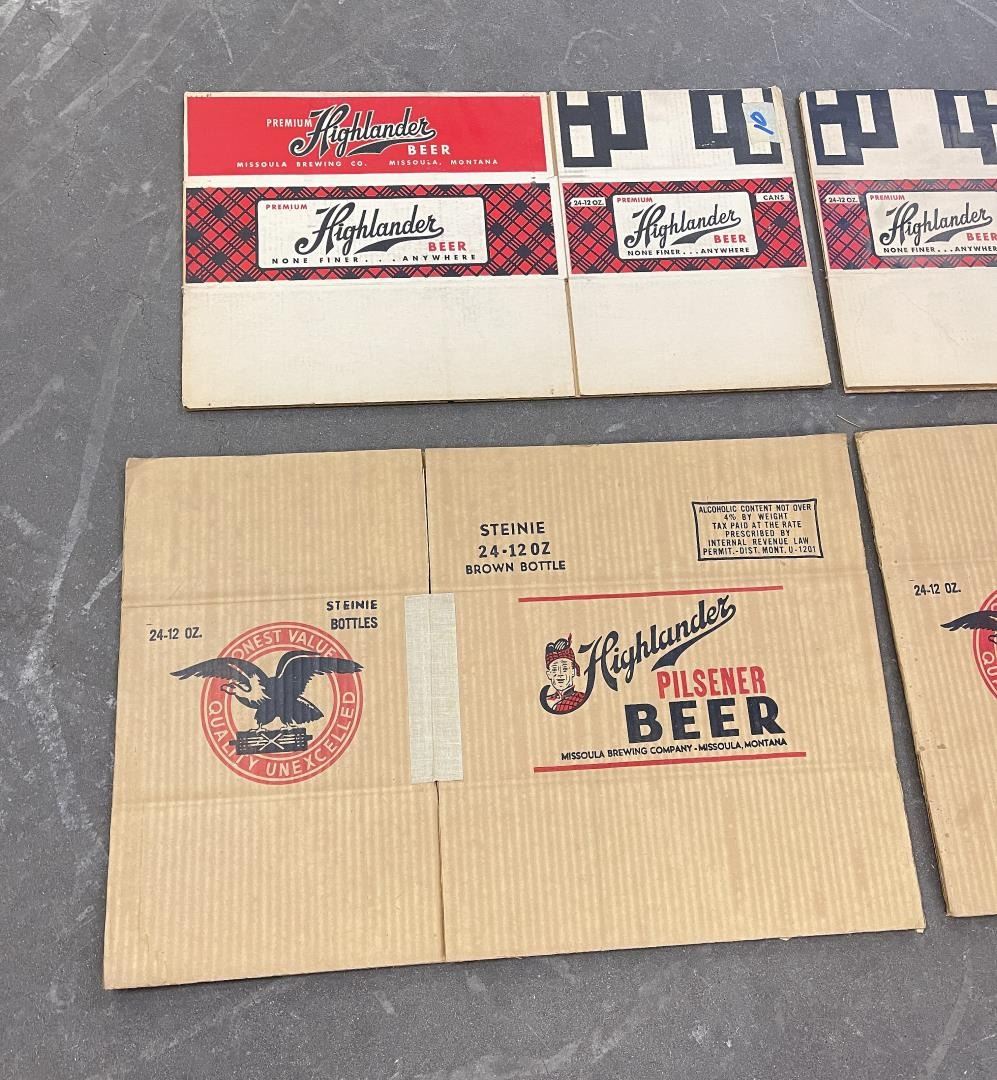 PREMIUM Highlander BEER
MISSOULA BREWING CO. MISSOULA, MONTANA
PREMIUM
Highlander
BEER
NONE FINER...ANYWHERE
10
24-12 OZ. PREMIUM CANS
Highlander
BEER
NONE FINER...ANYWHERE
24-12 OZ. PREMIUM
Highlander
BEER
NONE FINER...
STEINIE
24-12 OZ
BROWN BOTTLE
ALCOHOLIC CONTENT NOT OVER
4% BY WEIGHT
TAX PAID AT THE RATE
PRESCRIBED BY
INTERNAL REVENUE LAW
PERMIT.-DIST. MONT. U-1201
24-12 OZ.
STEINIE
BOTTLES
HONEST VALUE
QUALITY UNEXCELLED
Highlander
PILSENER
BEER
MISSOULA BREWING COMPANY - MISSOULA, MONTANA
24-12 OZ.